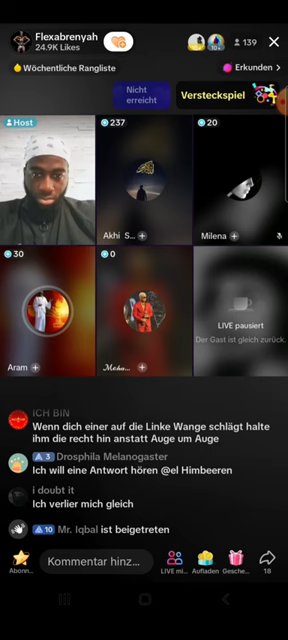 Flexabrenyah
24.9K Likes
10+
139
Wöchentliche Rangliste
Erkunden >
Nicht
erreicht
Versteckspiel
Host
237
20
Akhi S...
Milena
30
0
LIVE pausiert
Der Gast ist gleich zurück.
Aram
ICH BIN
Wenn dich einer auf die Linke Wange schlägt halte
ihm die recht hin anstatt Auge um Auge
3 Drosphila Melanogaster
Ich will eine Antwort hören @el Himbeeren
i doubt it
Ich verlier mich gleich
10 Mr. Iqbal ist beigetreten
Kommentar hinz...
Abonn... LIVE mi... Aufladen Gesche... 18